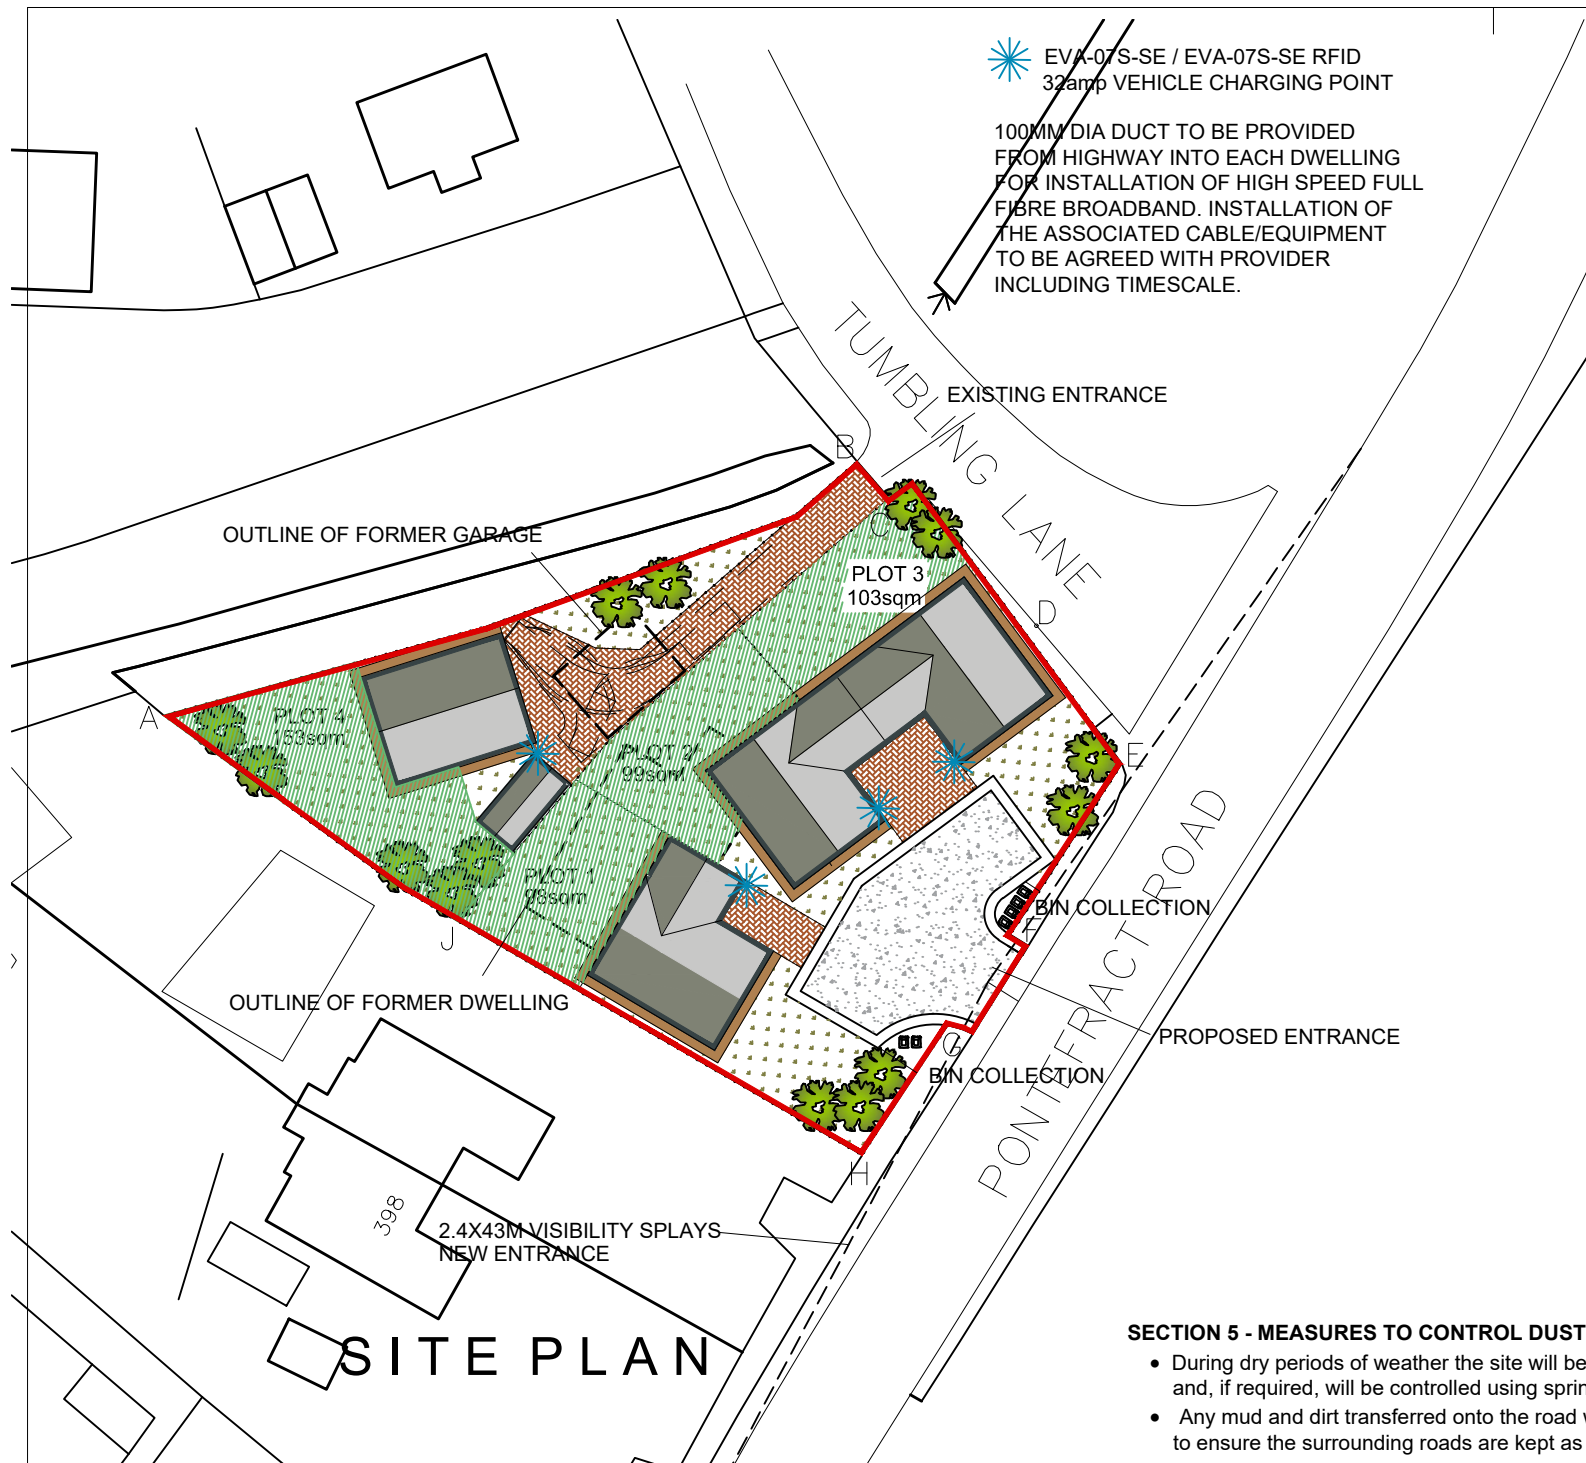 EVA-07S-SE / EVA-07S-SE RFID
32amp VEHICLE CHARGING POINT
100MM DIA DUCT TO BE PROVIDED
FROM HIGHWAY INTO EACH DWELLING
FOR INSTALLATION OF HIGH SPEED FULL
FIBRE BROADBAND. INSTALLATION OF
THE ASSOCIATED CABLE/EQUIPMENT
TO BE AGREED WITH PROVIDER
INCLUDING TIMESCALE.
TUMBLING LANE
EXISTING ENTRANCE
B
OUTLINE OF FORMER GARAGE
C
PLOT 3
103sqm
D
A
PLOT 4
163sqm
PLOT 2
99sqm
E
PLOT 1
98sqm
BIN COLLECTION
F
J
OUTLINE OF FORMER DWELLING
PONTEFRACT ROAD
PROPOSED ENTRANCE
G
BIN COLLECTION
H
398
2.4X43M VISIBILITY SPLAYS
NEW ENTRANCE
SITE PLAN
SECTION 5 - MEASURES TO CONTROL DUST
• During dry periods of weather the site will be
and, if required, will be controlled using sprin
• Any mud and dirt transferred onto the road w
to ensure the surrounding roads are kept as